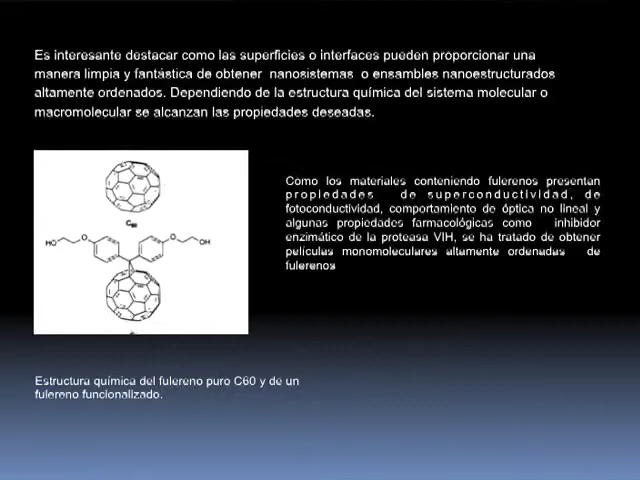 Es interesante destacar como las superficies o interfaces pueden proporcionar una
manera limpia y fantástica de obtener nanosistemas o ensambles nanoestructurados
altamente ordenados. Dependiendo de la estructura química del sistema molecular o
macromolecular se alcanzan las propiedades deseadas.
Como los materiales conteniendo fulerenos presentan
propiedades de superconductividad, de
fotoconductividad, comportamiento de óptica no lineal y
algunas propiedades farmacológicas como inhibidor
enzimático de la proteasa VIH, se ha tratado de obtener
películas monomoleculares altamente ordenadas de
fulerenos
C60
HO O O OH
Estructura química del fulereno puro C60 y de un
fulereno funcionalizado.